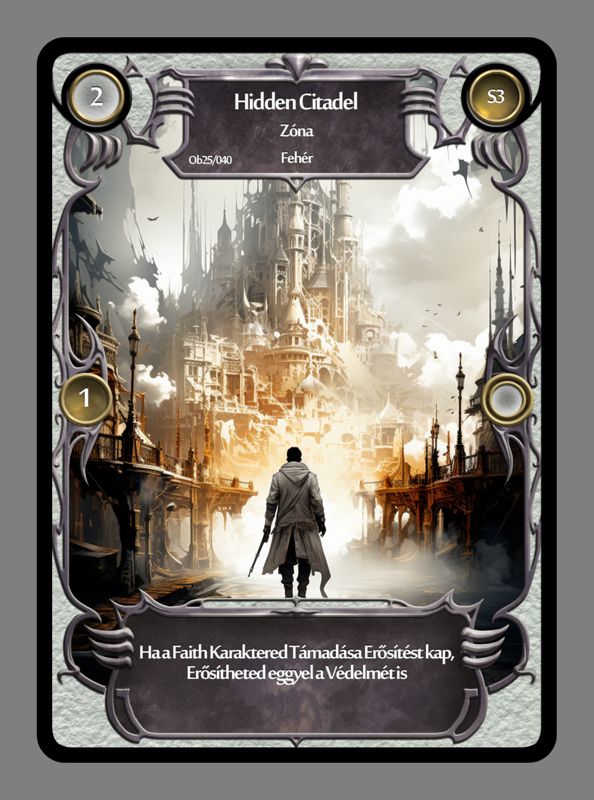 2
Hidden Citadel
S3
Zóna
Ob25/040
Fehér
1
Ha a Faith Karaktered Támadása Erősítést kap,
Erősítheted eggyel a Védelmét is